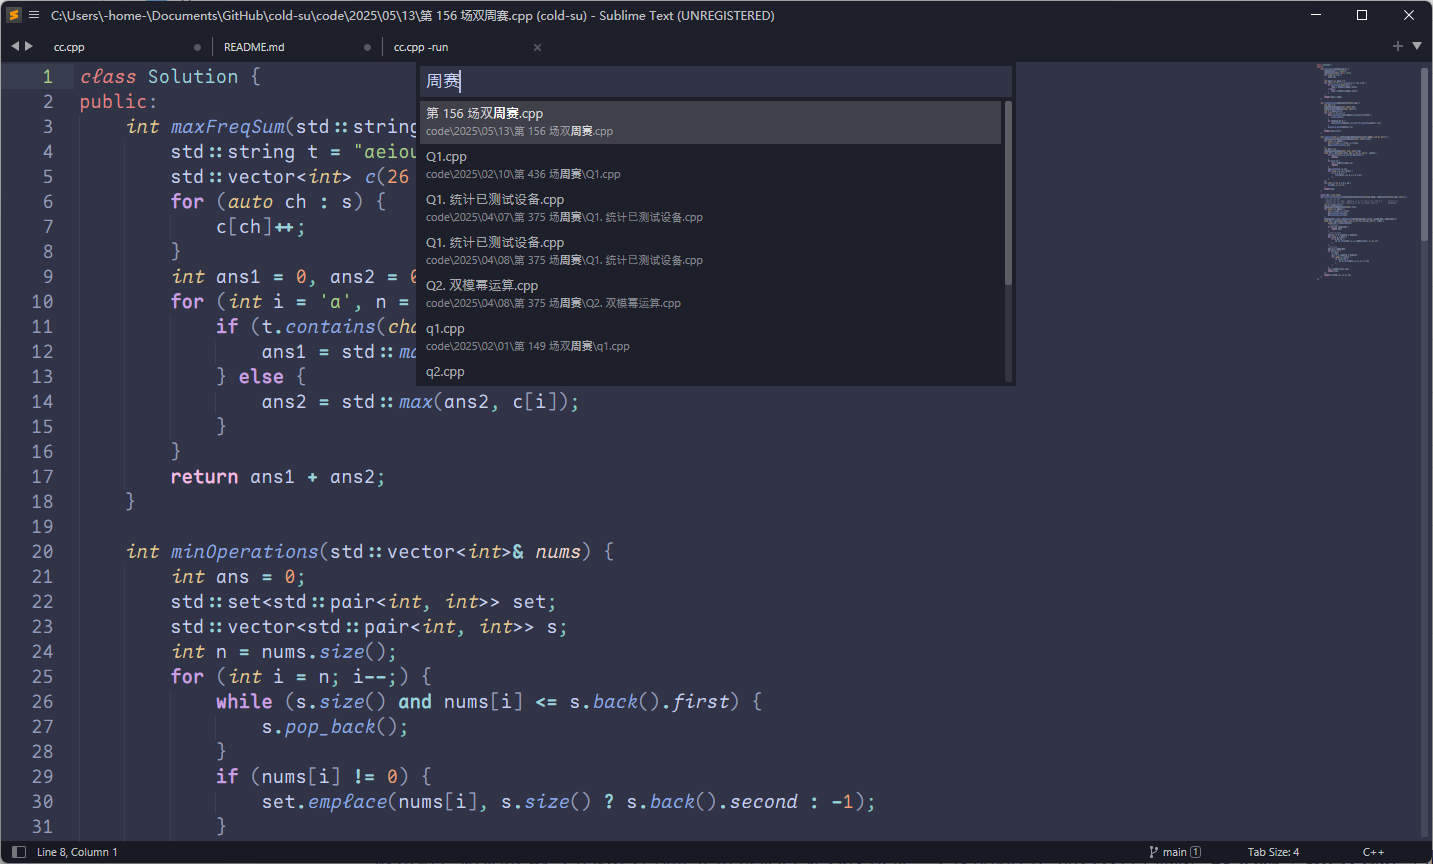 C:\Users\-home-\Documents\GitHub\cold-su\code\2025\05\13\第 156 场双周赛.cpp (cold-su) - Sublime Text (UNREGISTERED)
cc.cpp
README.md
cc.cpp -run
周赛
第 156 场双周赛.cpp
code\2025\05\13\第 156 场双周赛.cpp
Q1.cpp
code\2025\02\10\第 436 场周赛\Q1.cpp
Q1. 统计已测试设备.cpp
code\2025\04\07\第 375 场周赛\Q1. 统计已测试设备.cpp
Q1. 统计已测试设备.cpp
code\2025\04\08\第 375 场周赛\Q1. 统计已测试设备.cpp
Q2. 双模幂运算.cpp
code\2025\04\08\第 375 场周赛\Q2. 双模幂运算.cpp
q1.cpp
code\2025\02\01\第 149 场双周赛\q1.cpp
q2.cpp
1 class Solution {
2 public:
3 int maxFreqSum(std::string
4 std::string t = "aeiou
5 std::vector<int> c(26
6 for (auto ch : s) {
7 c[ch]++;
8 }
9 int ans1 = 0, ans2 = 0
10 for (int i = 'a', n =
11 if (t.contains(cha
12 ans1 = std::ma
13 } else {
14 ans2 = std::max(ans2, c[i]);
15 }
16 }
17 return ans1 + ans2;
18 }
19
20 int minOperations(std::vector<int>& nums) {
21 int ans = 0;
22 std::set<std::pair<int, int>> set;
23 std::vector<std::pair<int, int>> s;
24 int n = nums.size();
25 for (int i = n; i--;) {
26 while (s.size() and nums[i] <= s.back().first) {
27 s.pop_back();
28 }
29 if (nums[i] != 0) {
30 set.emplace(nums[i], s.size() ? s.back().second : -1);
31 }
Line 8, Column 1
main 1
Tab Size: 4
C++